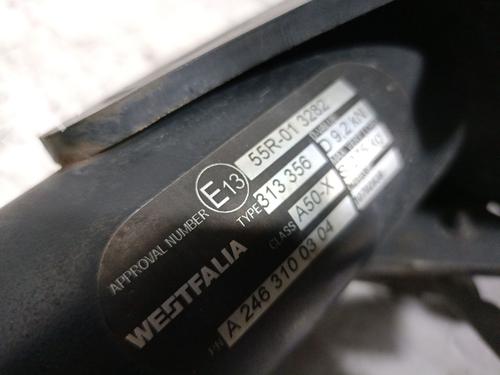 APPROVAL NUMBER E13 55R-01 3282
TYPE 313 356 D 9,2 kN
CLASS A50-X S
WESTFALIA PN A 246 310 03 04